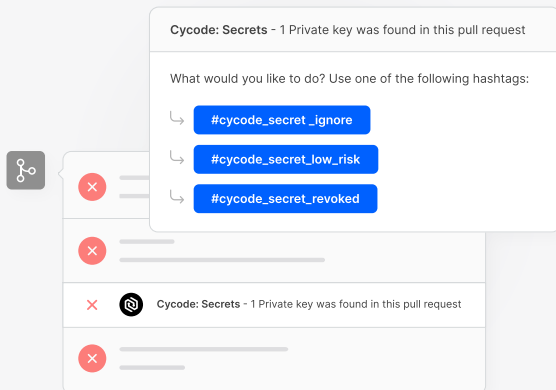 Cycode: Secrets - 1 Private key was found in this pull request
What would you like to do? Use one of the following hashtags:
#cycode_secret _ignore
#cycode_secret_low_risk
#cycode_secret_revoked
Cycode: Secrets - 1 Private key was found in this pull request